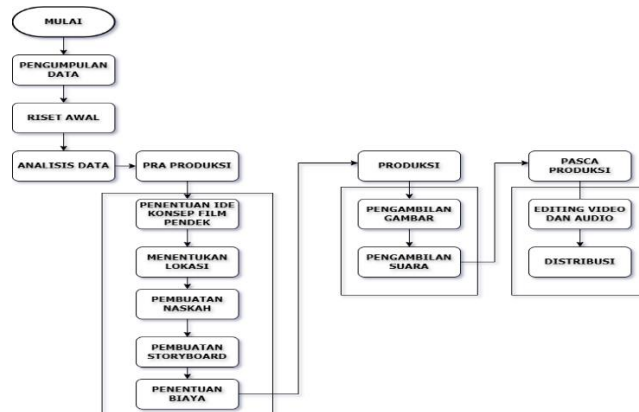 MULAI
PENGUMPULAN
DATA
RISET AWAL
ANALISIS DATA
PRA PRODUKSI
PENENTUAN IDE
KONSEP FILM
PENDEK
MENENTUKAN
LOKASI
PEMBUATAN
NASKAH
PEMBUATAN
STORYBOARD
PENENTUAN
BIAYA
PRODUKSI
PENGAMBILAN
GAMBAR
PENGAMBILAN
SUARA
PASCA
PRODUKSI
EDITING VIDEO
DAN AUDIO
DISTRIBUSI